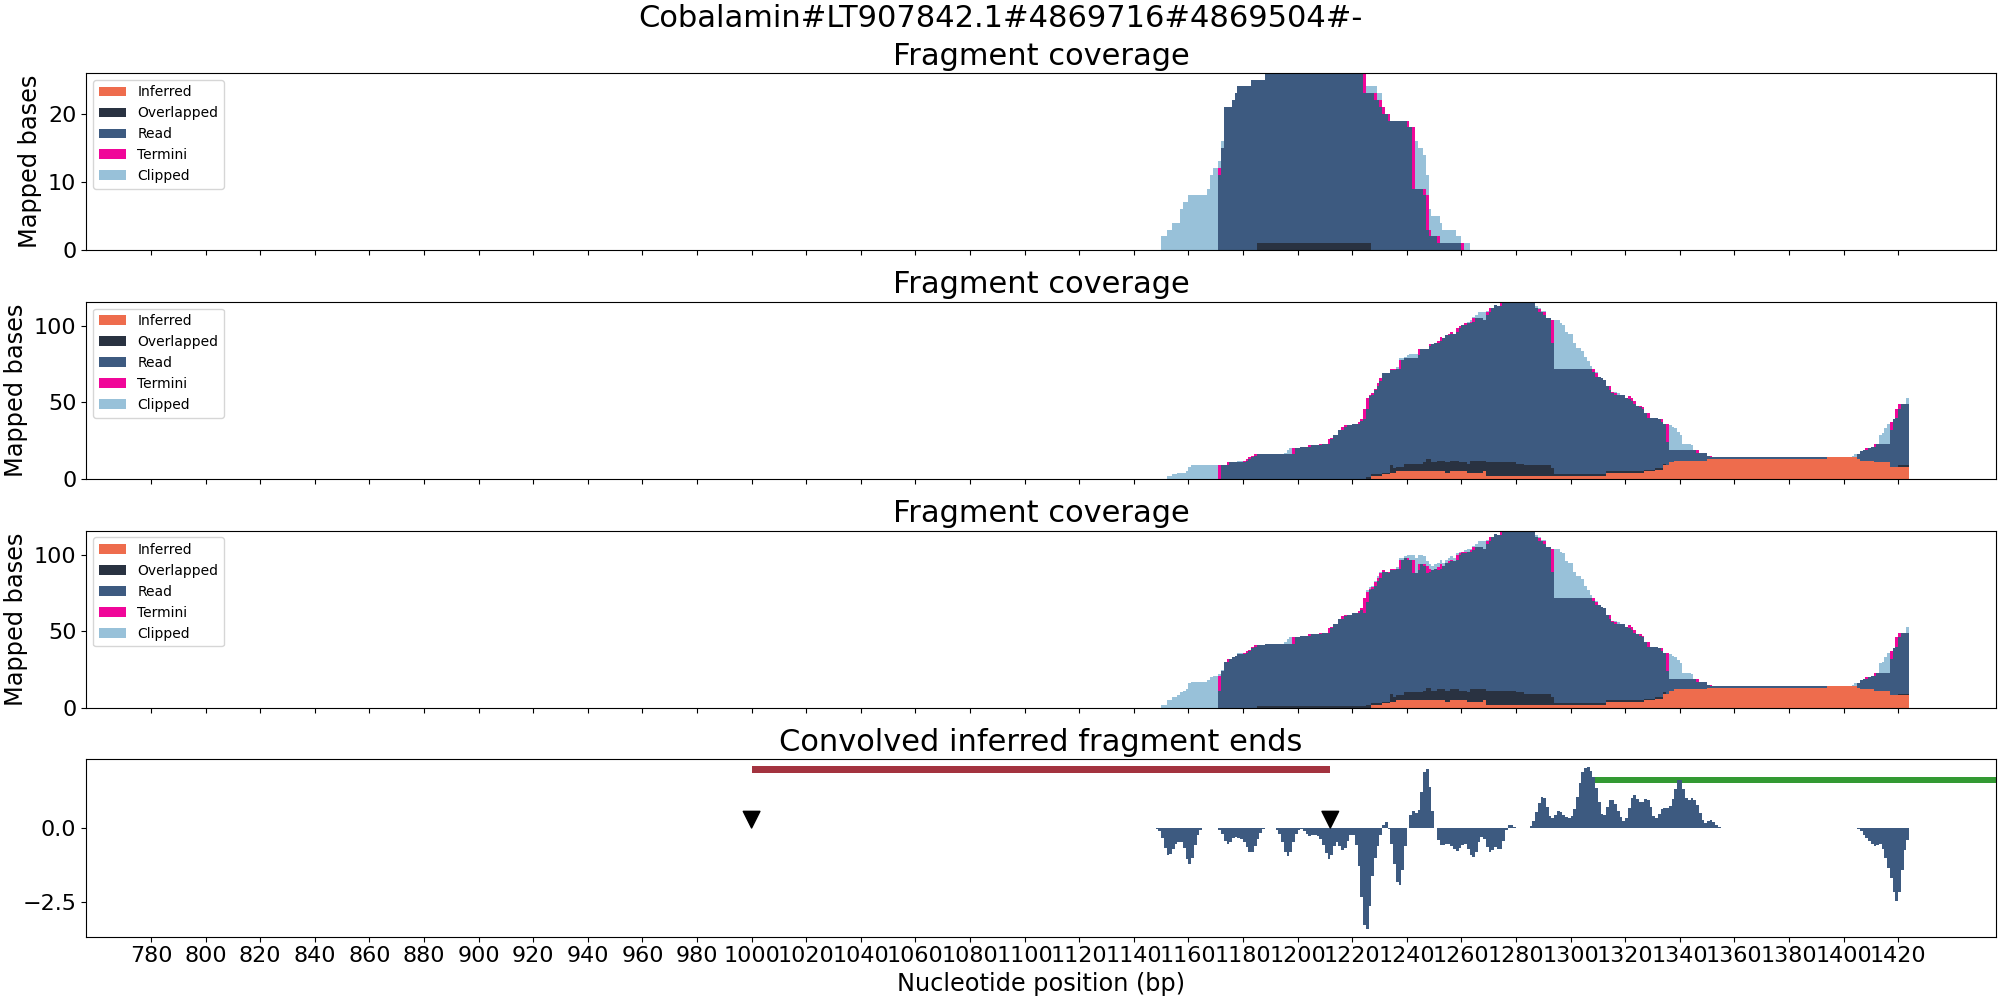 Cobalamin#LT907842.1#4869716#4869504#-
Fragment coverage
Mapped bases
20
10
0
Inferred
Overlapped
Read
Termini
Clipped
Fragment coverage
Mapped bases
100
50
0
Inferred
Overlapped
Read
Termini
Clipped
Fragment coverage
Mapped bases
100
50
0
Inferred
Overlapped
Read
Termini
Clipped
Convolved inferred fragment ends
0.0
−2.5
780 800 820 840 860 880 900 920 940 960 980 1000 1020 1040 1060 1080 1100 1120 1140 1160 1180 1200 1220 1240 1260 1280 1300 1320 1340 1360 1380 1400 1420
Nucleotide position (bp)